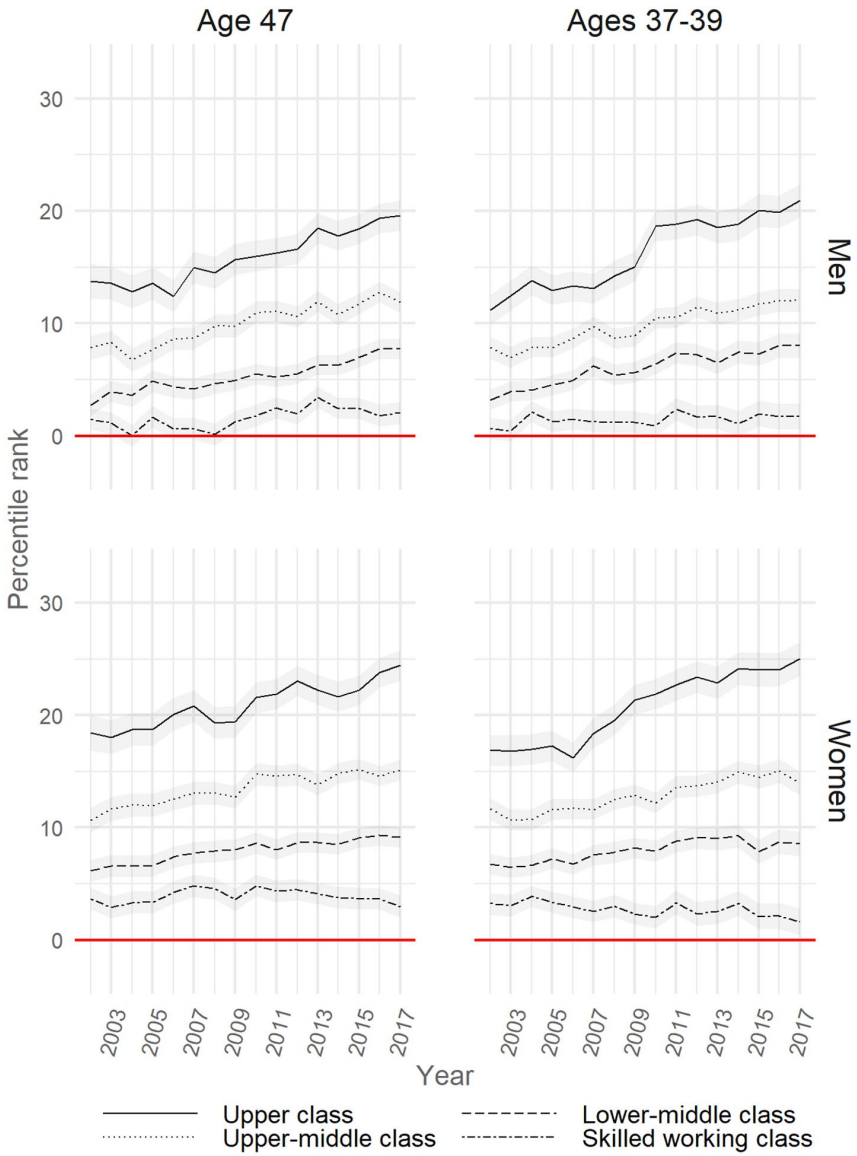 Age 47
Ages 37-39
30
20
10
0
Men
Percentile rank
30
20
10
0
Women
2003 2005 2007 2009 2011 2013 2015 2017
2003 2005 2007 2009 2011 2013 2015 2017
Year
Upper class
Lower-middle class
Upper-middle class
Skilled working class